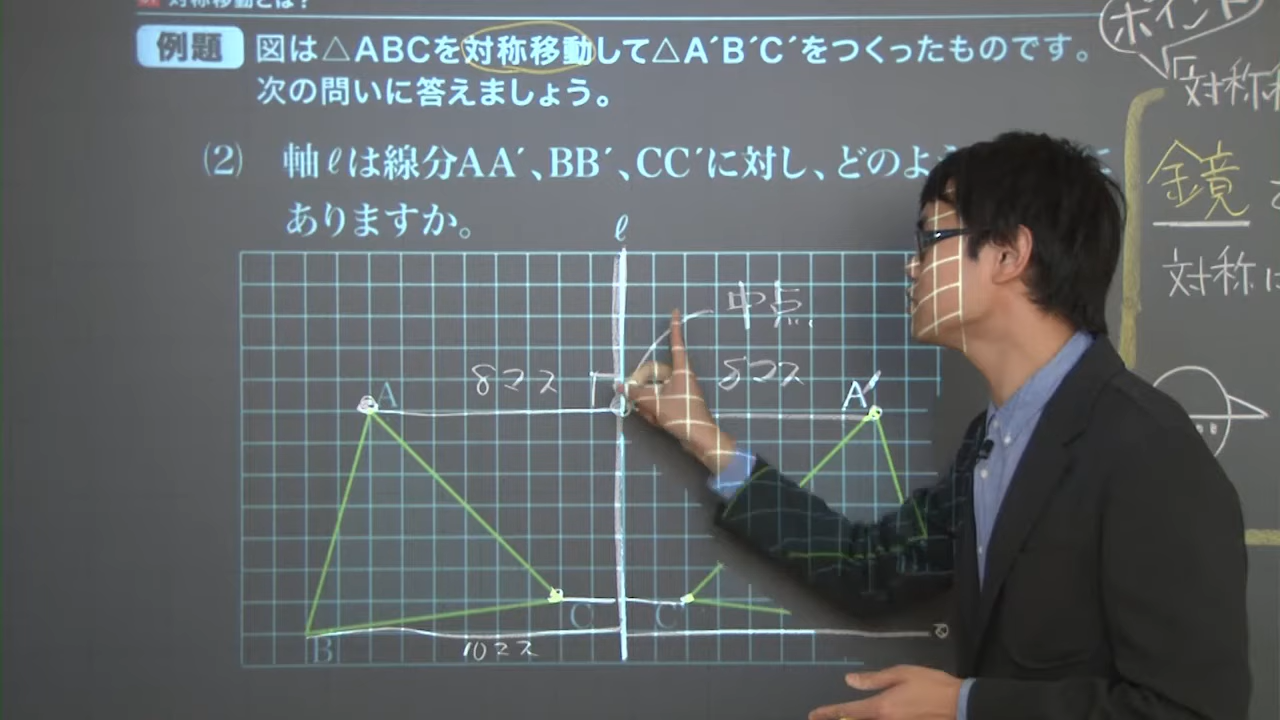 対称移動とは？
例題 図は△ABCを対称移動して△A´B´C´をつくったものです。
次の問いに答えましょう。
(2) 軸ℓは線分AA´、BB´、CC´に対し、どのよ
ありますか。
ℓ
ポイント
「対称
鏡
対称に
中点
8マス
8マス
A
A´
C
C
B
10マス